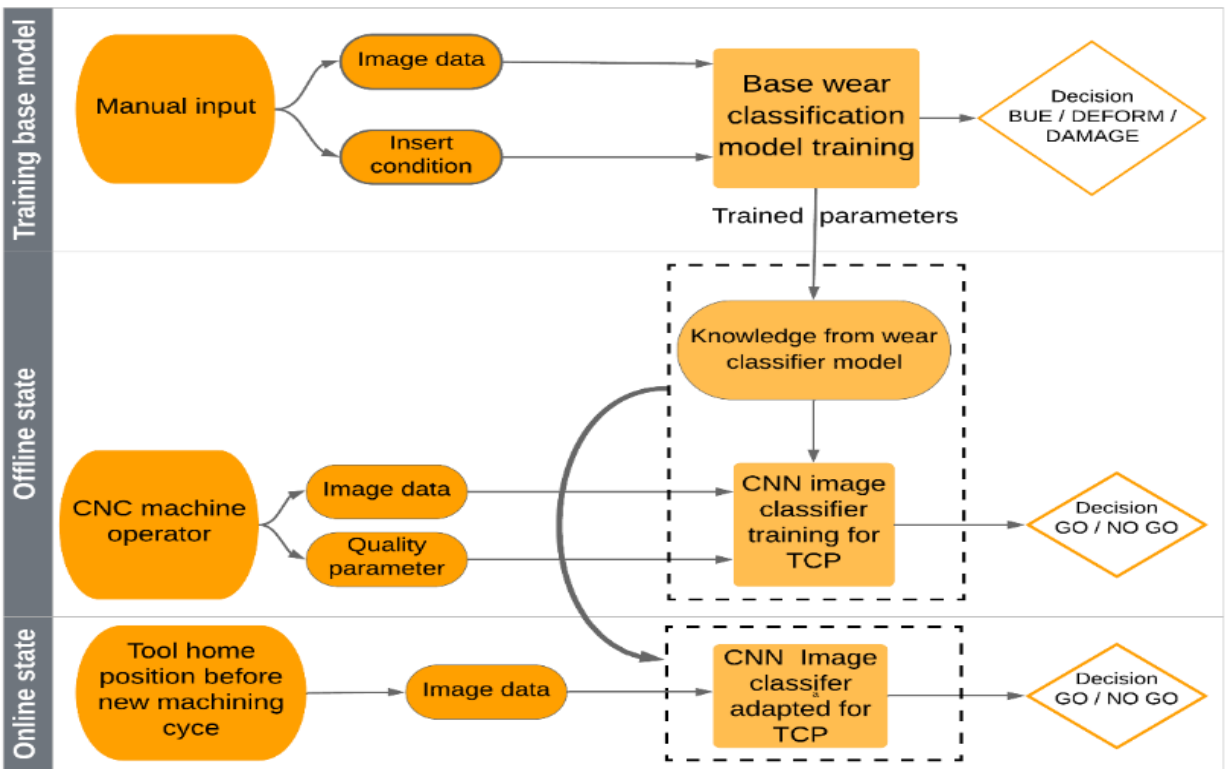 Training base model
Manual input
Image data
Insert
condition
Base wear
classification
model training
Decision
BUE / DEFORM /
DAMAGE
Trained parameters
Offline state
Knowledge from wear
classifier model
CNC machine
operator
Image data
Quality
parameter
CNN image
classifier
training for
TCP
Decision
GO / NO GO
Online state
Tool home
position before
new machining
cyce
Image data
CNN Image
classifer
a
adapted for
TCP
Decision
GO / NO GO